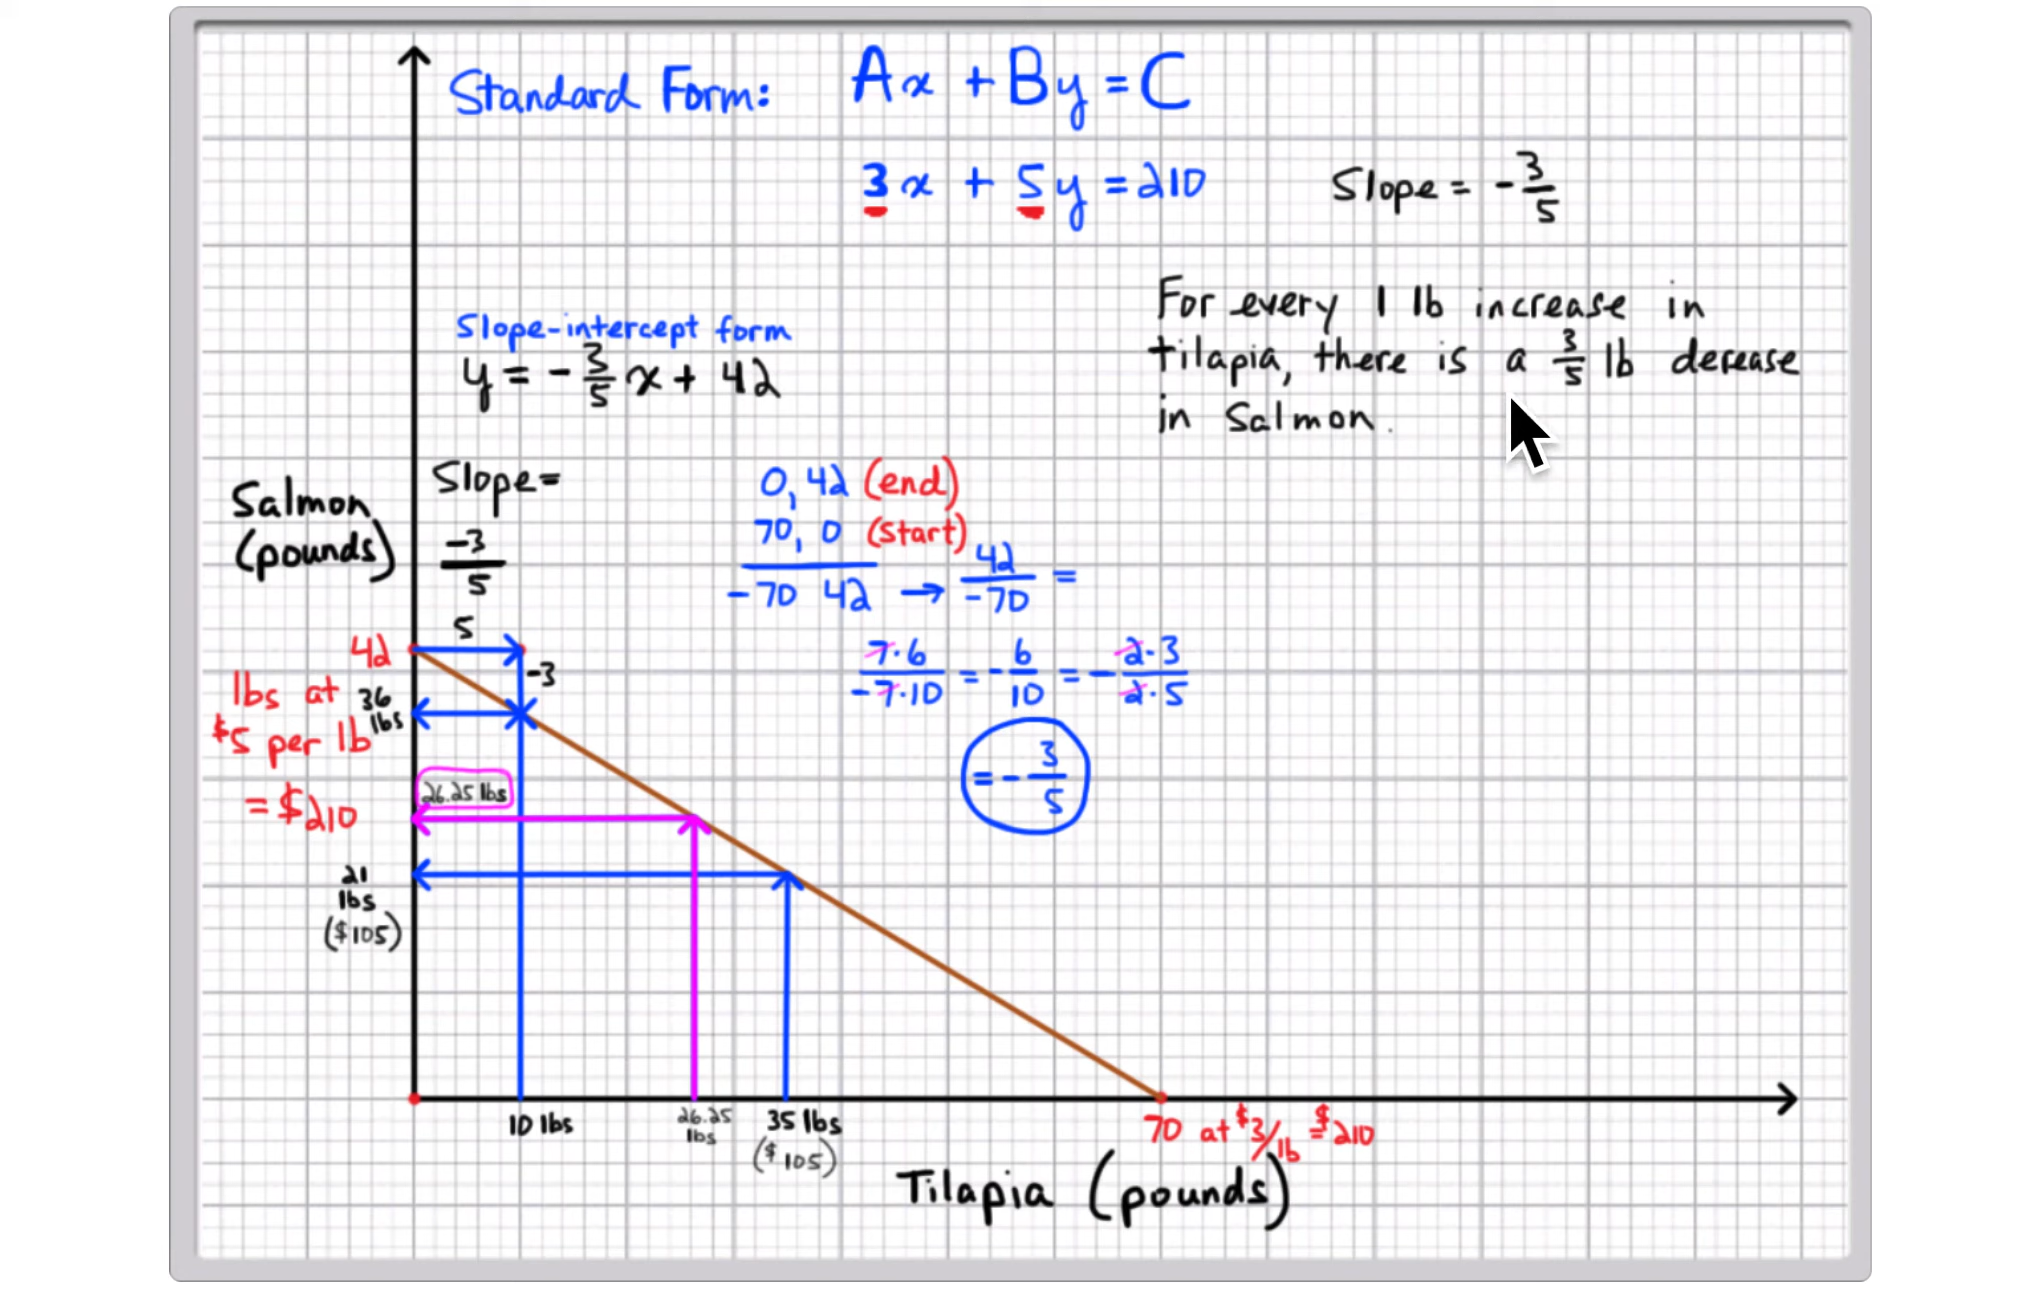 Standard Form: Ax + By = C
3x + 5y = 210
Slope = -3/5
For every 1 lb increase in
tilapia, there is a 3/5 lb derease
in Salmon.
Slope-intercept form
y = -3/5 x + 42
Slope=
-3/5
Salmon
(pounds)
0, 42 (end)
70, 0 (start)
-70 42 → 42/-70 =
7·6/-7·10 = -6/10 = -2·3/2·5
= -3/5
5
-3
42
lbs at
$5 per lb
= $210
36
lbs
26.25 lbs
21
lbs
($105)
10 lbs
26.25
lbs
35 lbs
($105)
70 at $3/lb = $210
Tilapia (pounds)